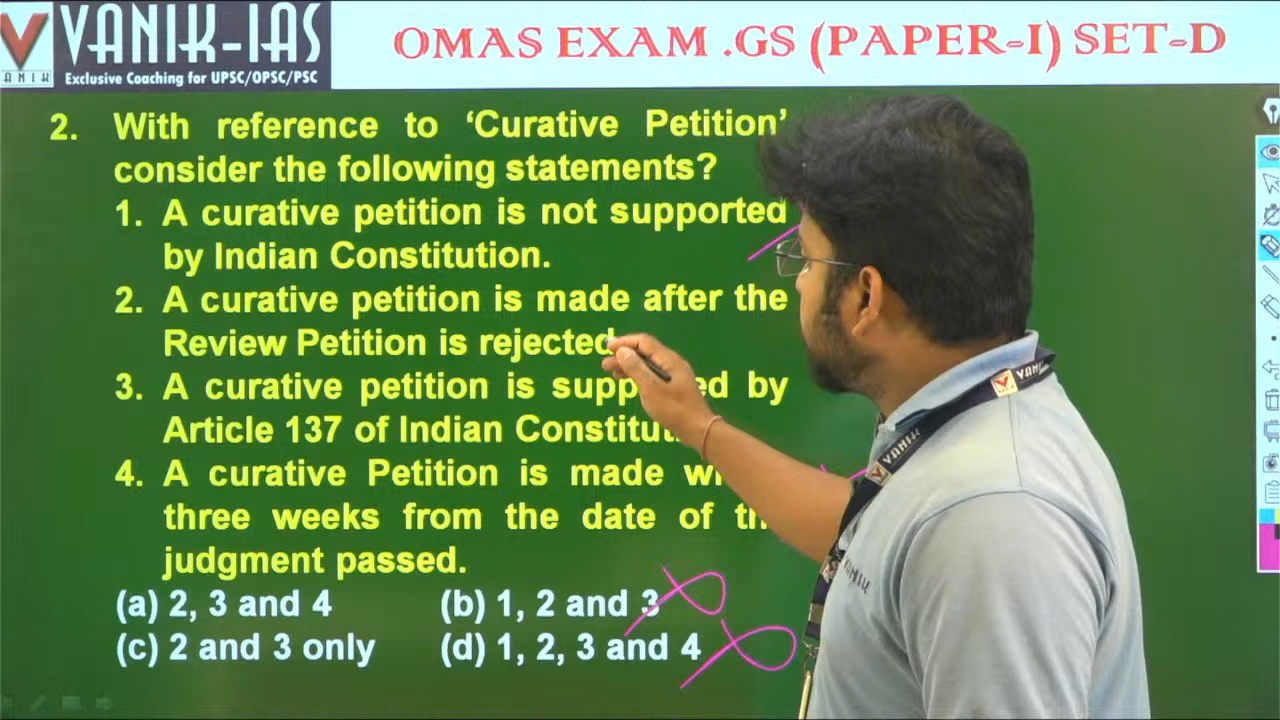 VANIK-IAS
VANIK
Exclusive Coaching for UPSC/OPSC/PSC
OMAS EXAM .GS (PAPER-I) SET-D
2. With reference to ‘Curative Petition’
consider the following statements?
1. A curative petition is not supported
by Indian Constitution.
2. A curative petition is made after the
Review Petition is rejected
3. A curative petition is by
Article 137 of Indian
4. A curative Petition is made
three weeks from the date of
judgment passed.
(a) 2, 3 and 4 (b) 1, 2 and 3
(c) 2 and 3 only (d) 1, 2, 3 and 4
VANIK
VANIK